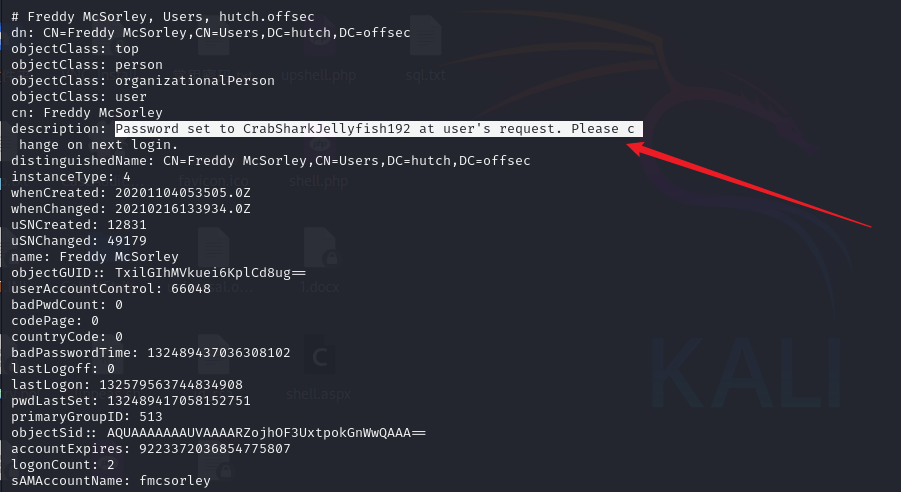 # Freddy McSorley, Users, hutch.offsec
dn: CN=Freddy McSorley,CN=Users,DC=hutch,DC=offsec
objectClass: top
objectClass: person
objectClass: organizationalPerson
objectClass: user
cn: Freddy McSorley
description: Password set to CrabSharkJellyfish192 at user's request. Please c
 hange on next login.
distinguishedName: CN=Freddy McSorley,CN=Users,DC=hutch,DC=offsec
instanceType: 4
whenCreated: 20201104053505.0Z
whenChanged: 20210216133934.0Z
uSNCreated: 12831
uSNChanged: 49179
name: Freddy McSorley
objectGUID:: TxilGIhMVkuei6KplCd8ug==
userAccountControl: 66048
badPwdCount: 0
codePage: 0
countryCode: 0
badPasswordTime: 132489437036308102
lastLogoff: 0
lastLogon: 132579563744834908
pwdLastSet: 132489417058152751
primaryGroupID: 513
objectSid:: AQUAAAAAAAUVAAAARZojhOF3UxtpokGnWwQAAA==
accountExpires: 9223372036854775807
logonCount: 2
sAMAccountName: fmcsorley
upshell.php
sql.txt
favicon.ico
shell.php
1.docx
shell.aspx
KALI